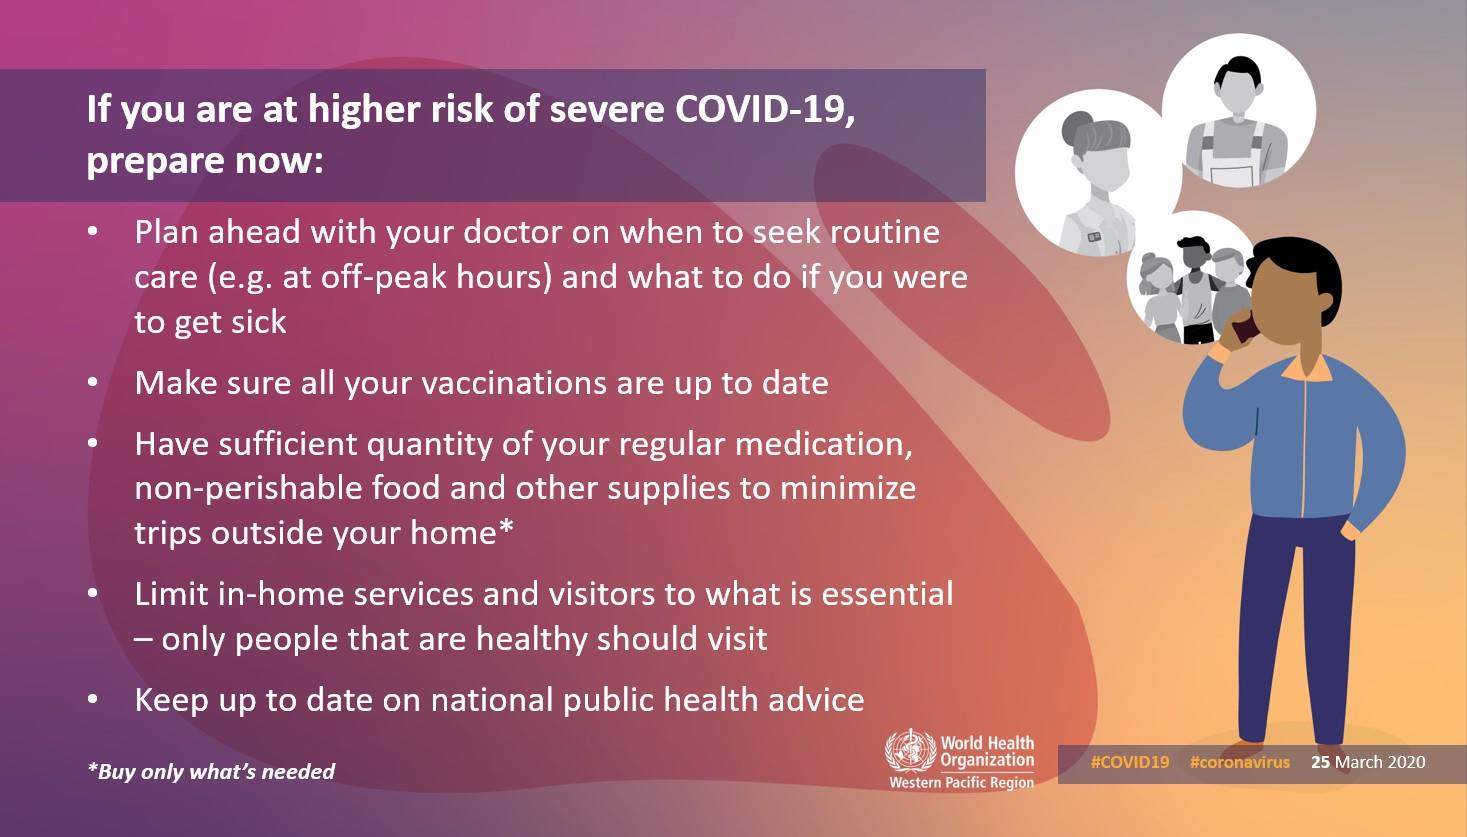 If you are at higher risk of severe COVID-19,
prepare now:
• Plan ahead with your doctor on when to seek routine
care (e.g. at off-peak hours) and what to do if you were
to get sick
• Make sure all your vaccinations are up to date
• Have sufficient quantity of your regular medication,
non-perishable food and other supplies to minimize
trips outside your home*
• Limit in-home services and visitors to what is essential
– only people that are healthy should visit
• Keep up to date on national public health advice
*Buy only what’s needed
World Health
Organization
Western Pacific Region
#COVID19 #coronavirus 25 March 2020